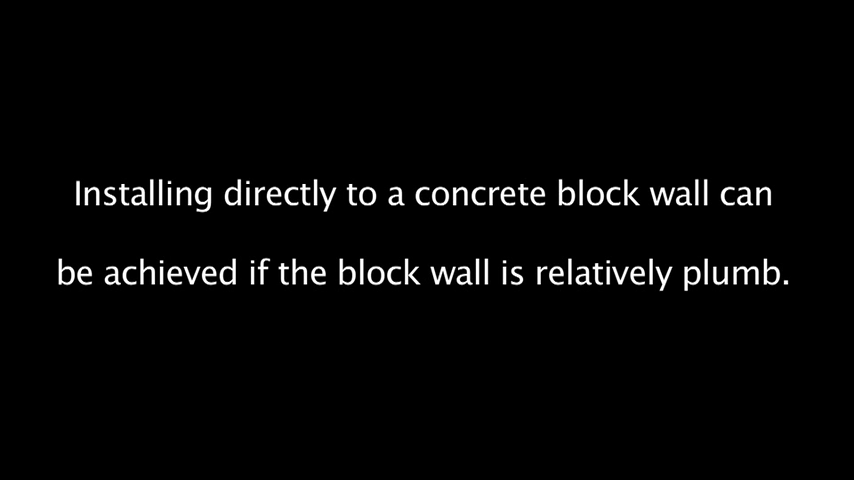 Installing directly to a concrete block wall can
be achieved if the block wall is relatively plumb.